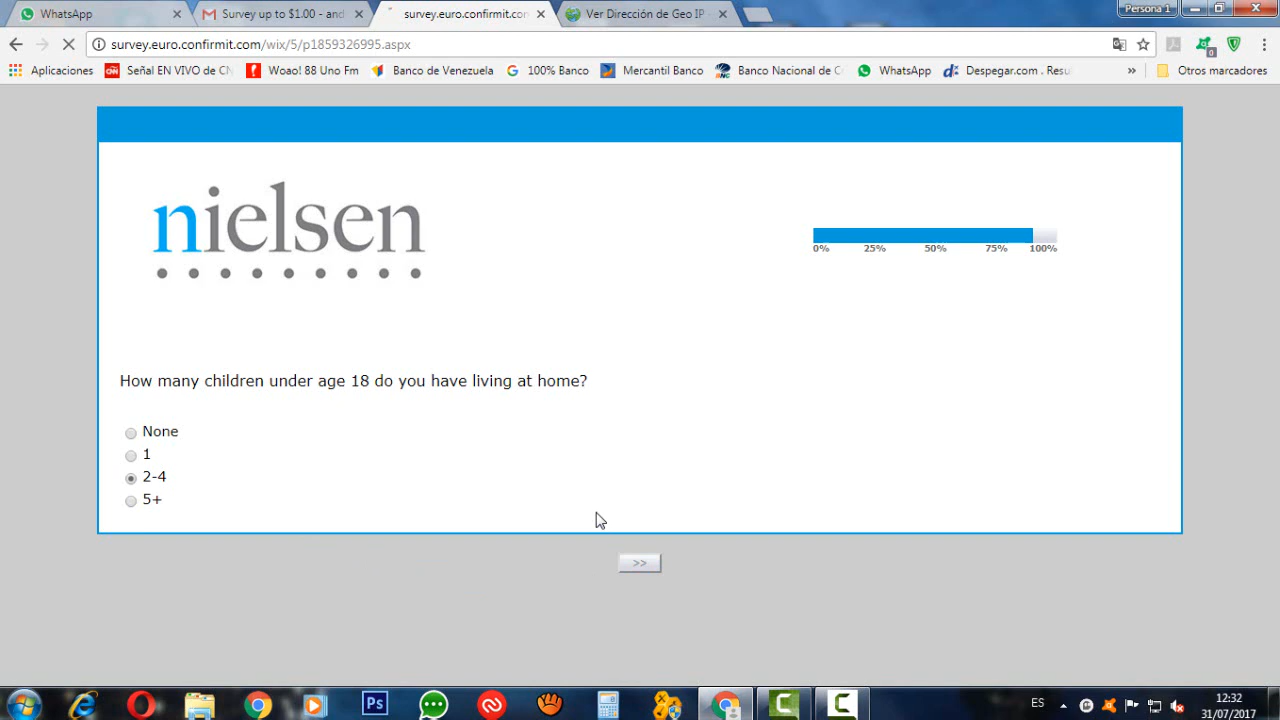 WhatsApp
Survey up to $1.00 - and
survey.euro.confirmit.com
Ver Dirección de Geo IP -
Persona 1
survey.euro.confirmit.com/wix/5/p1859326995.aspx
0
Aplicaciones
Señal EN VIVO de CN
Woao! 88 Uno Fm
Banco de Venezuela
100% Banco
Mercantil Banco
Banco Nacional de C
WhatsApp
Despegar.com . Resu
»
Otros marcadores
nielsen
0% 25% 50% 75% 100%
How many children under age 18 do you have living at home?
None
1
2-4
5+
>>
Ps
ES
12:32
31/07/2017